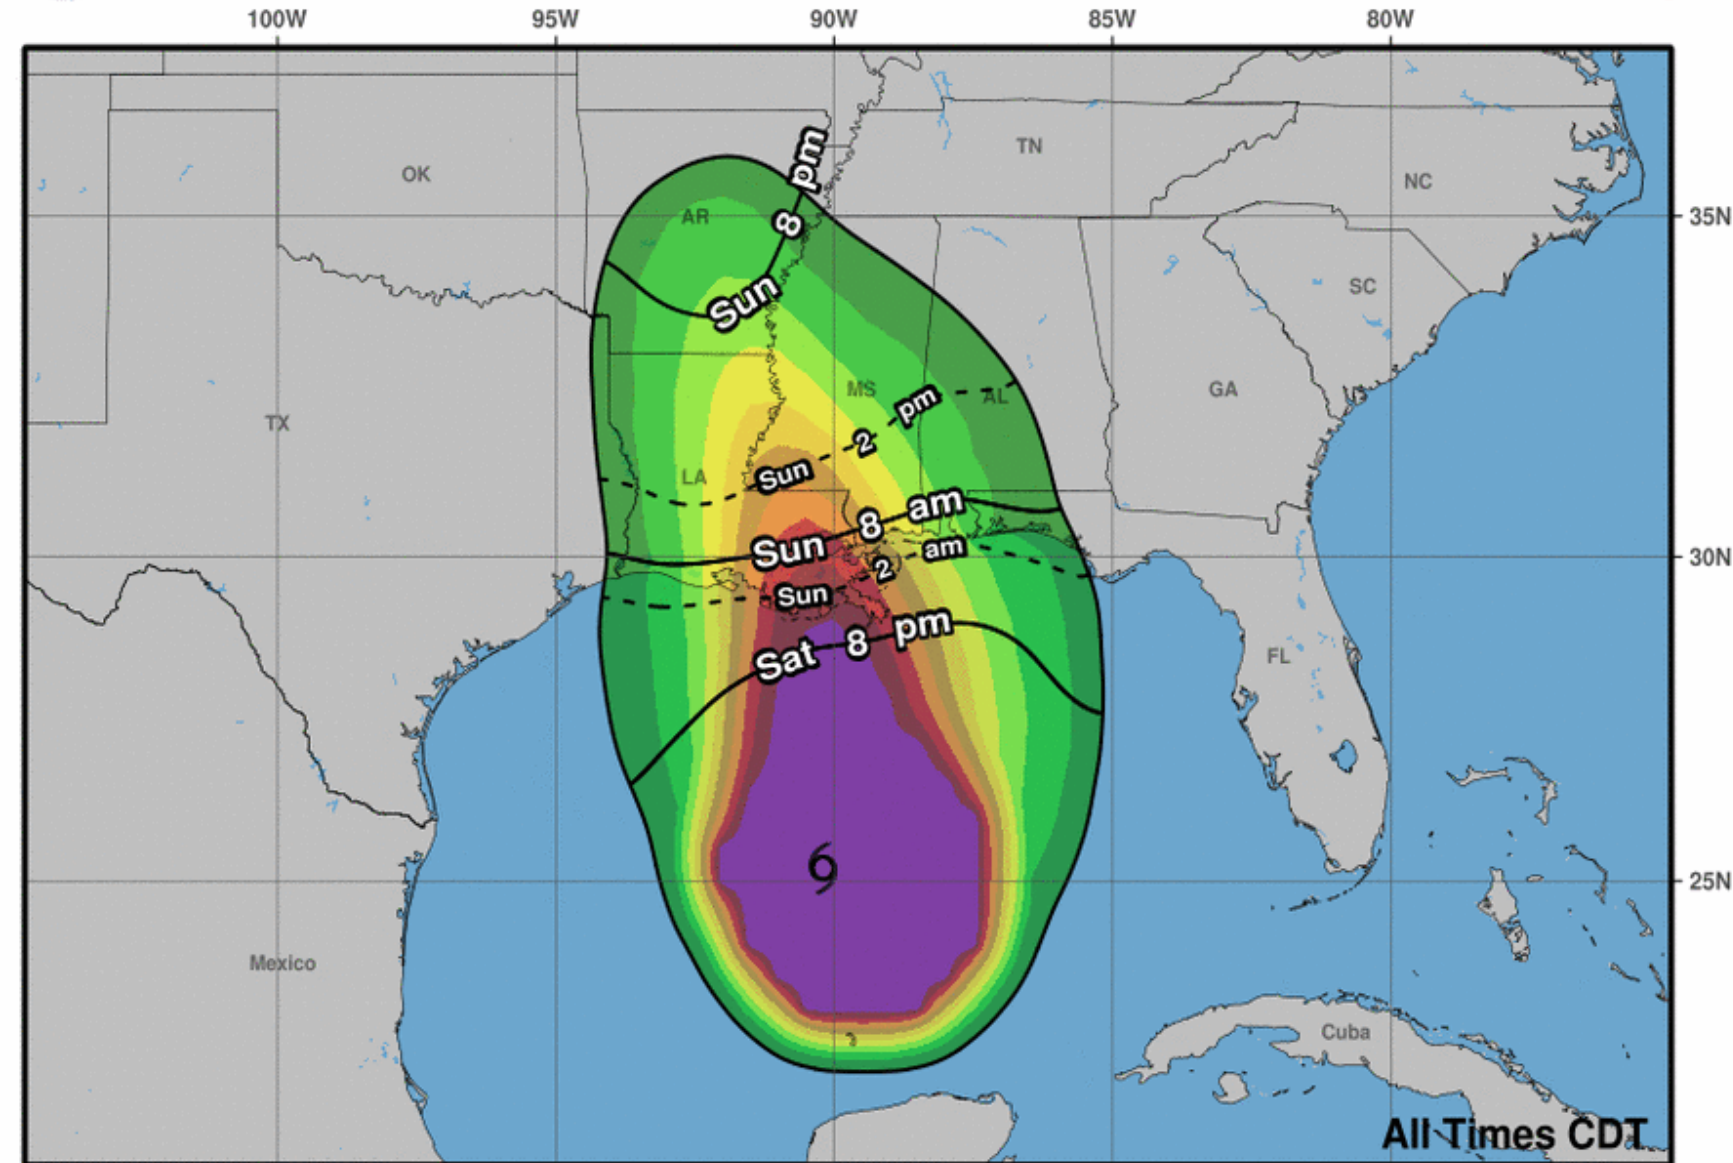 100W 95W 90W 85W 80W
8 pm
TN
OK
NC
AR
35N
Sun
SC
MS
pm
AL
GA
TX
2
Sun
LA
8 am
Sun
30N
am
2
Sun
8 pm
Sat
FL
25N
Mexico
Cuba
All Times CDT